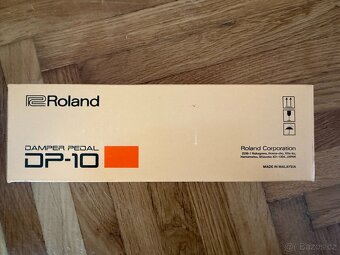 Roland
DAMPER PEDAL
DP-10
Roland Corporation
MADE IN MALAYSIA